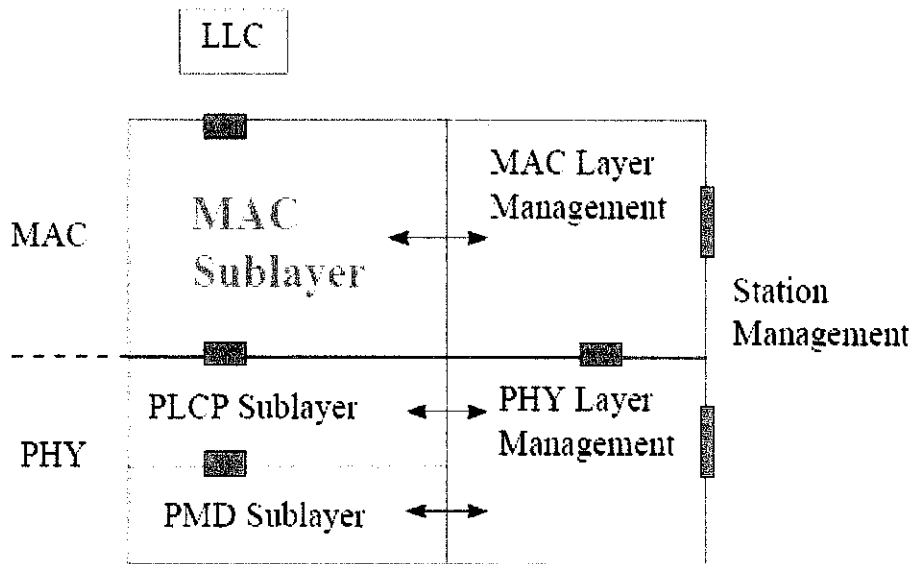 LLC
MAC
MAC
Sublayer
MAC Layer
Management
Station
Management
PHY
PLCP Sublayer
PHY Layer
Management
PMD Sublayer